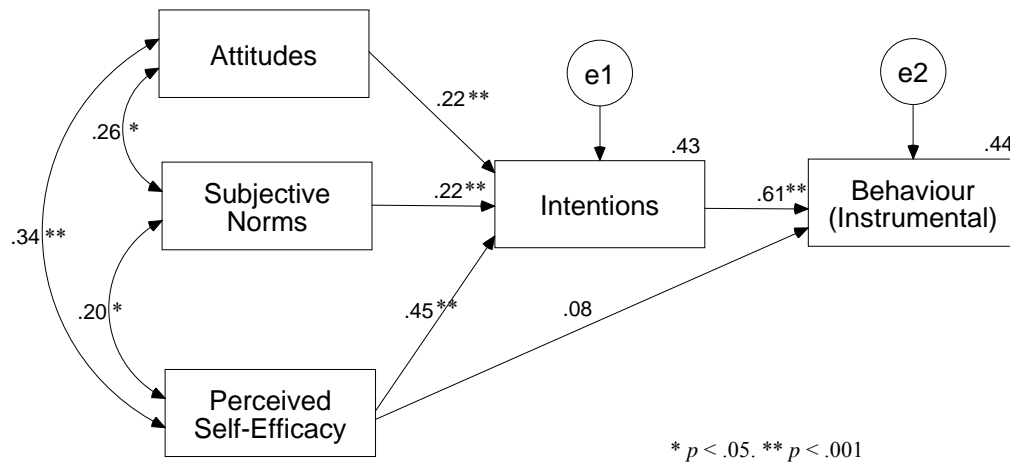 Attitudes
e1
e2
.22 **
.26 *
.43
.44
Subjective
Norms
.22 **
Intentions
.61 **
Behaviour
(Instrumental)
.34 **
.20 *
.45 **
.08
Perceived
Self-Efficacy
* p < .05. ** p < .001